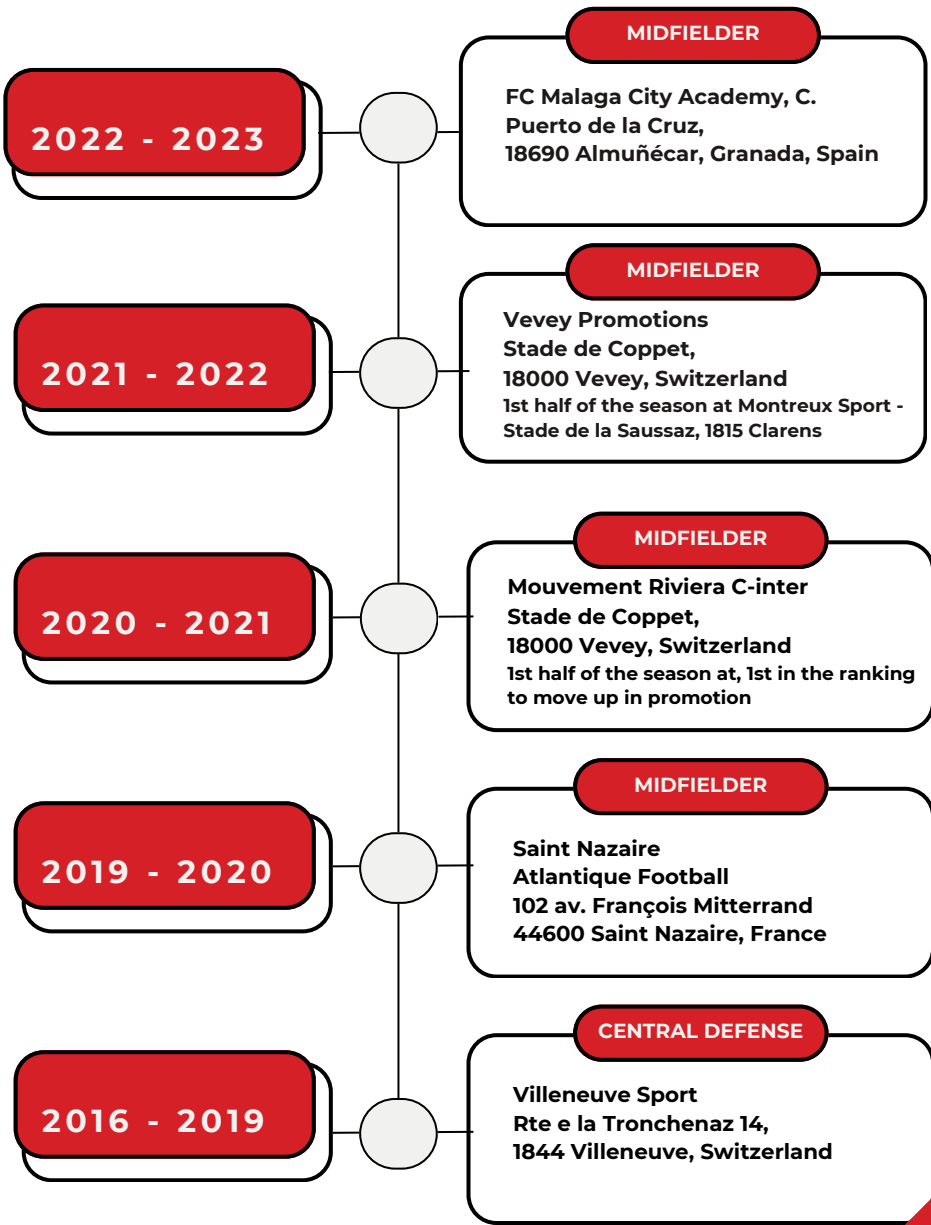 MIDFIELDER
2022 - 2023
FC Malaga City Academy, C.
Puerto de la Cruz,
18690 Almuñécar, Granada, Spain
MIDFIELDER
2021 - 2022
Vevey Promotions
Stade de Coppet,
18000 Vevey, Switzerland
1st half of the season at Montreux Sport -
Stade de la Saussaz, 1815 Clarens
MIDFIELDER
2020 - 2021
Mouvement Riviera C-inter
Stade de Coppet,
18000 Vevey, Switzerland
1st half of the season at, 1st in the ranking
to move up in promotion
MIDFIELDER
2019 - 2020
Saint Nazaire
Atlantique Football
102 av. François Mitterrand
44600 Saint Nazaire, France
CENTRAL DEFENSE
2016 - 2019
Villeneuve Sport
Rte e la Tronchenaz 14,
1844 Villeneuve, Switzerland